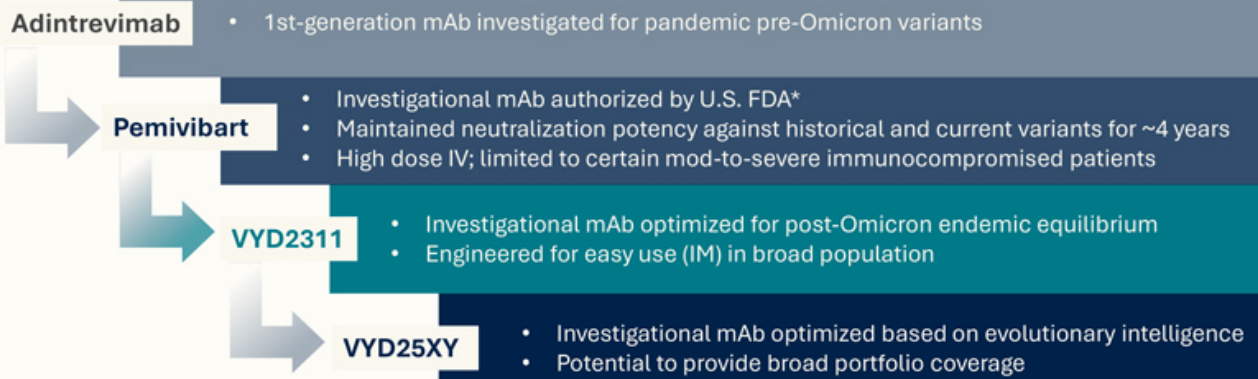 Adintrevimab
• 1st-generation mAb investigated for pandemic pre-Omicron variants
Pemivibart
• Investigational mAb authorized by U.S. FDA*
• Maintained neutralization potency against historical and current variants for ~4 years
• High dose IV; limited to certain mod-to-severe immunocompromised patients
VYD2311
• Investigational mAb optimized for post-Omicron endemic equilibrium
• Engineered for easy use (IM) in broad population
VYD25XY
• Investigational mAb optimized based on evolutionary intelligence
• Potential to provide broad portfolio coverage